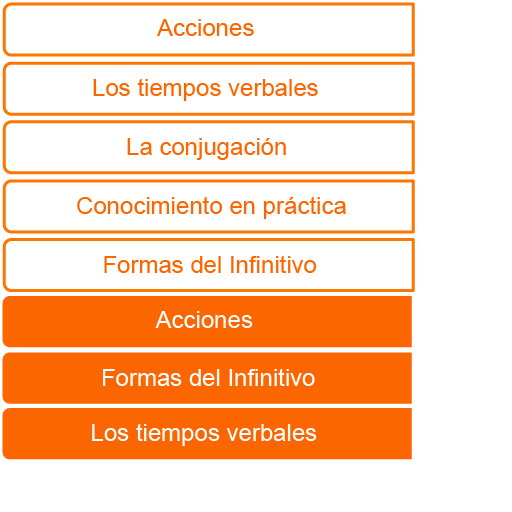 Acciones
Los tiempos verbales
La conjugación
Conocimiento en práctica
Formas del Infinitivo
Acciones
Formas del Infinitivo
Los tiempos verbales